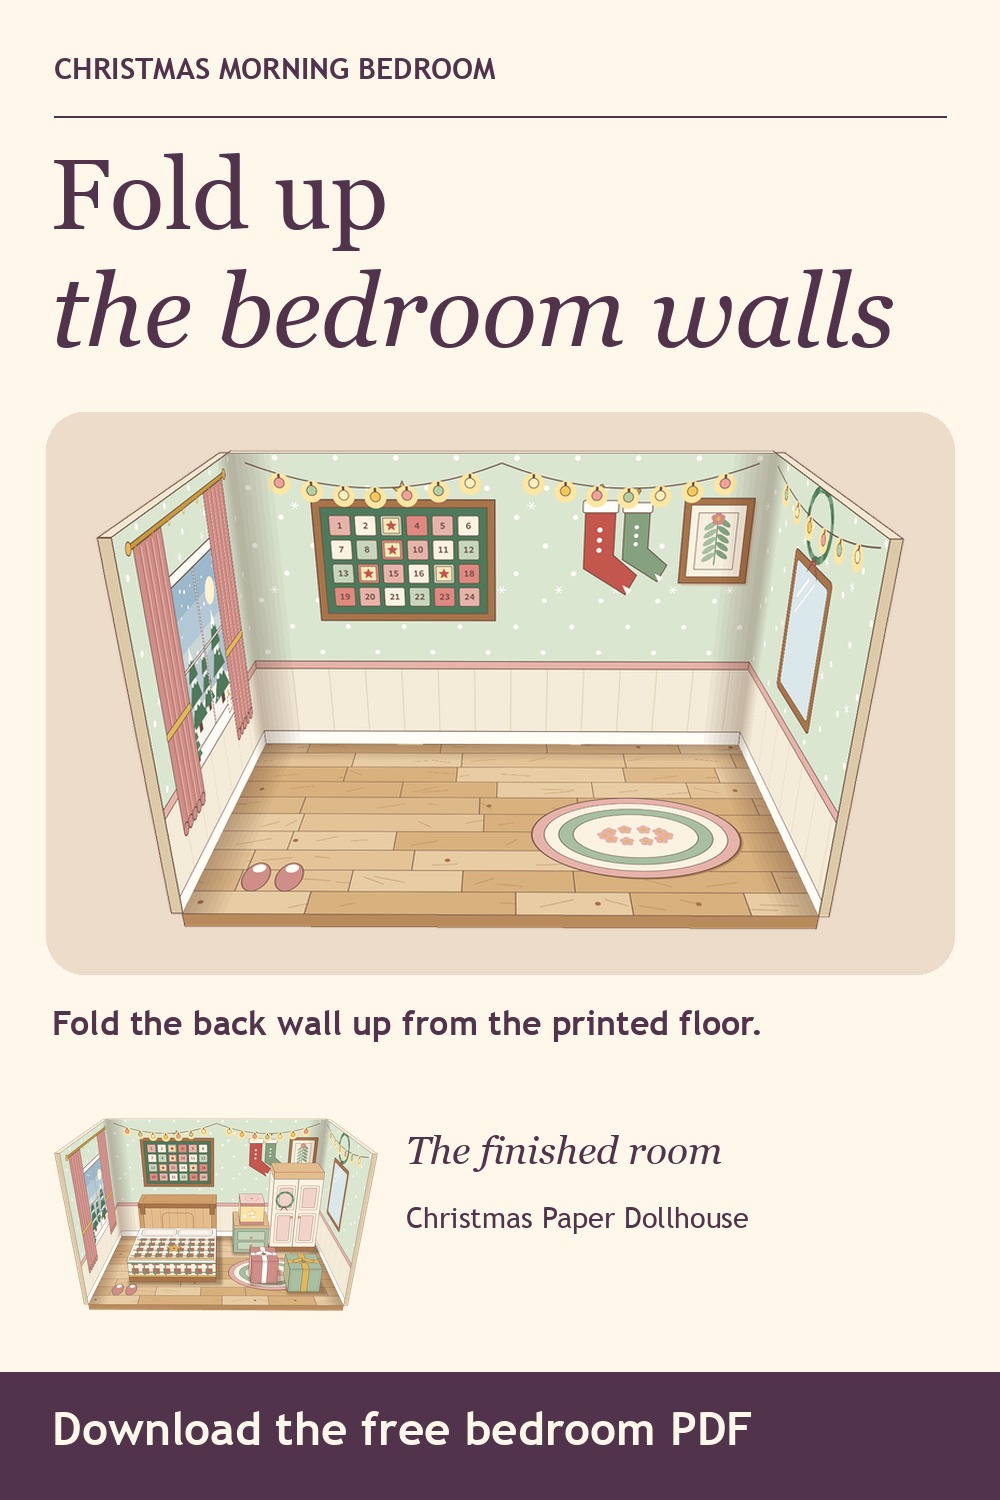 CHRISTMAS MORNING BEDROOM
Fold up
the bedroom walls
1 2 4 5 6
7 8 10 11 12
13 15 16 18
19 20 21 22 23 24
Fold the back wall up from the printed floor.
The finished room
Christmas Paper Dollhouse
Download the free bedroom PDF